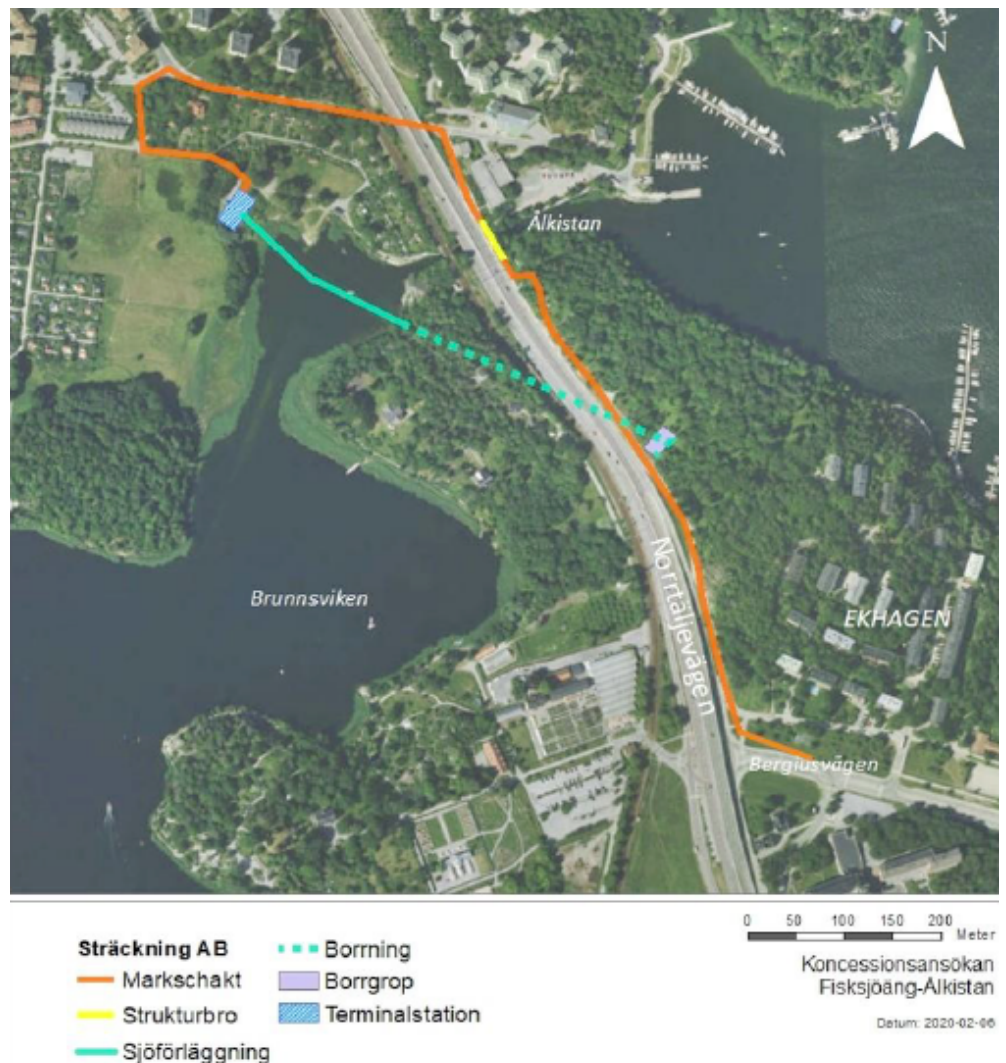 N
Ålkistan
Brunnsviken
Norrtäljevägen
EKHAGEN
Bergiusvägen
Sträckning AB
Markschakt
Strukturbro
Sjöförläggning
Borrning
Borrgrop
Terminalstation
0 50 100 150 200
Meter
Koncessionsansökan
Fisksjöäng-Ålkistan
Datum: 2020-02-06